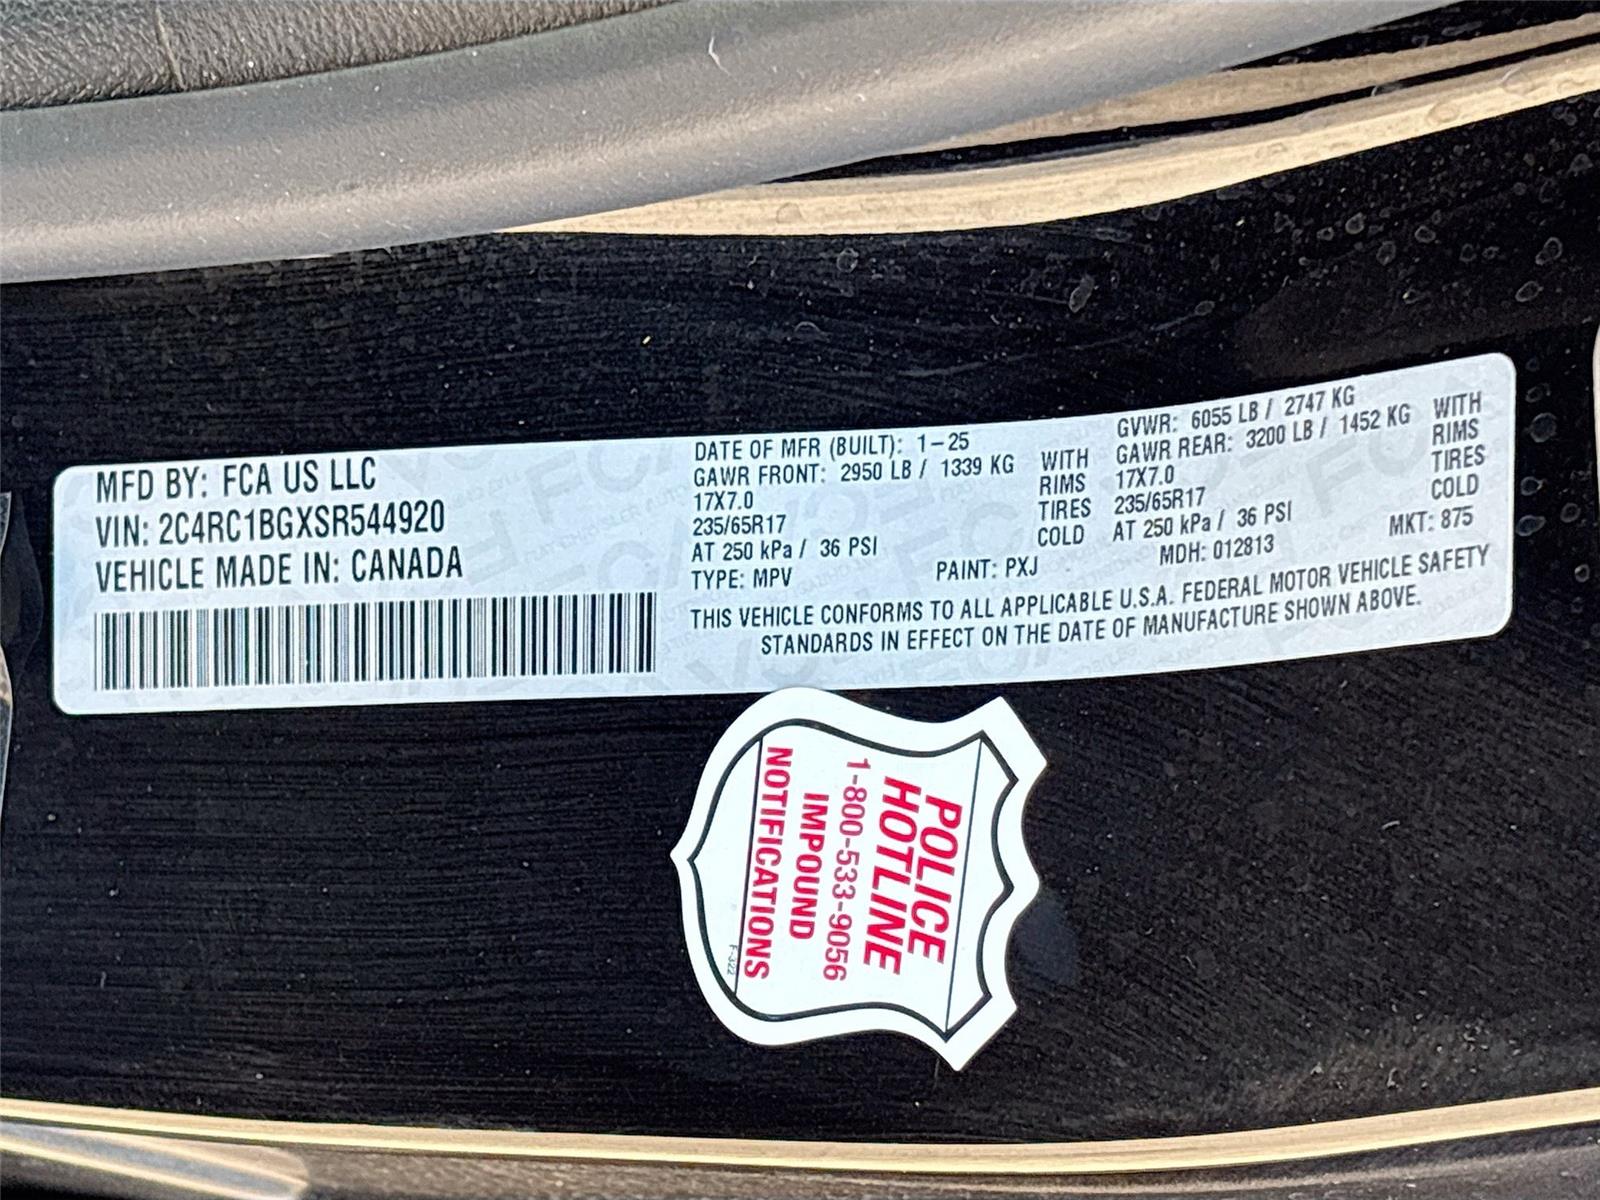 MFD BY: FCA US LLC
VIN: 2C4RC1BGXSR544920
VEHICLE MADE IN: CANADA
DATE OF MFR (BUILT): 1-25
GAWR FRONT: 2950 LB / 1339 KG WITH
17X7.0 RIMS
235/65R17 TIRES
AT 250 kPa / 36 PSI COLD
TYPE: MPV PAINT: PXJ
GVWR: 6055 LB / 2747 KG
GAWR REAR: 3200 LB / 1452 KG WITH
17X7.0 RIMS
235/65R17 TIRES
AT 250 kPa / 36 PSI COLD
MDH: 012813 MKT: 875
THIS VEHICLE CONFORMS TO ALL APPLICABLE U.S.A. FEDERAL MOTOR VEHICLE SAFETY
STANDARDS IN EFFECT ON THE DATE OF MANUFACTURE SHOWN ABOVE.
POLICE
HOTLINE
1-800-533-9056
IMPOUND
NOTIFICATIONS
F-322